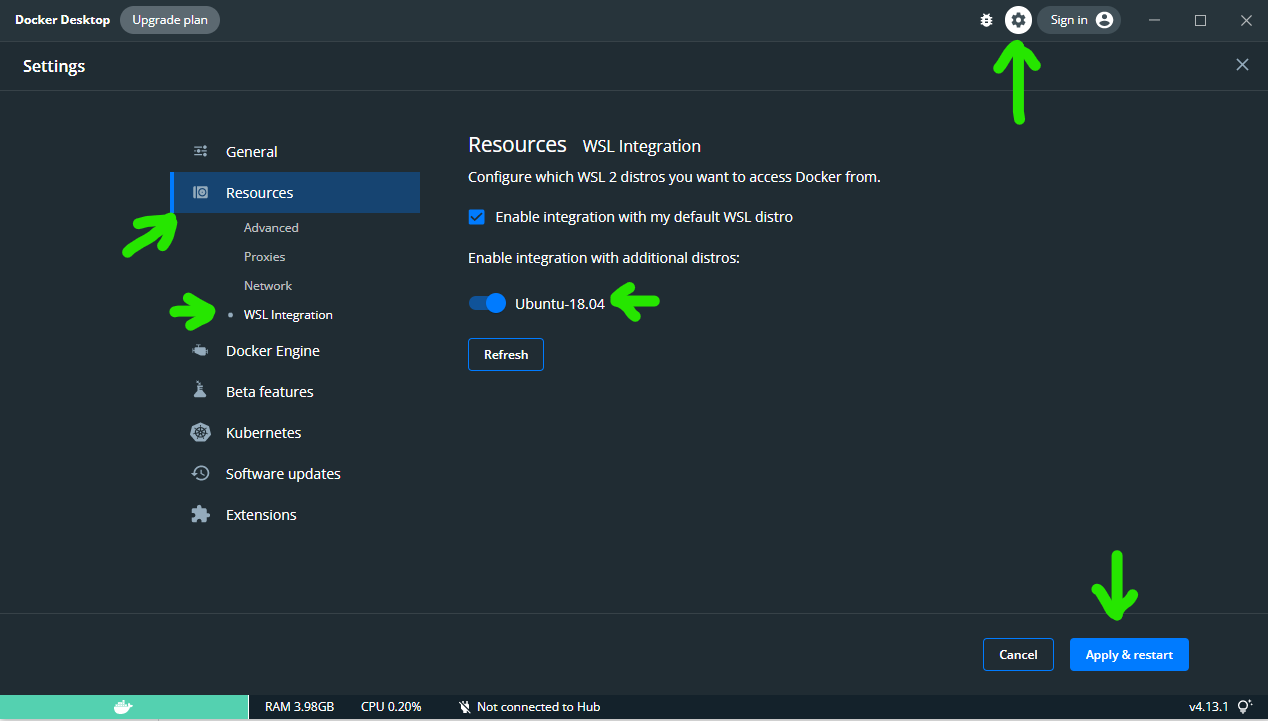 Docker Desktop Upgrade plan Sign in
Settings
General
Resources
Advanced
Proxies
Network
WSL Integration
Docker Engine
Beta features
Kubernetes
Software updates
Extensions
Resources WSL Integration
Configure which WSL 2 distros you want to access Docker from.
Enable integration with my default WSL distro
Enable integration with additional distros:
Ubuntu-18.04
Refresh
Cancel Apply & restart
RAM 3.98GB CPU 0.20% Not connected to Hub v4.13.1